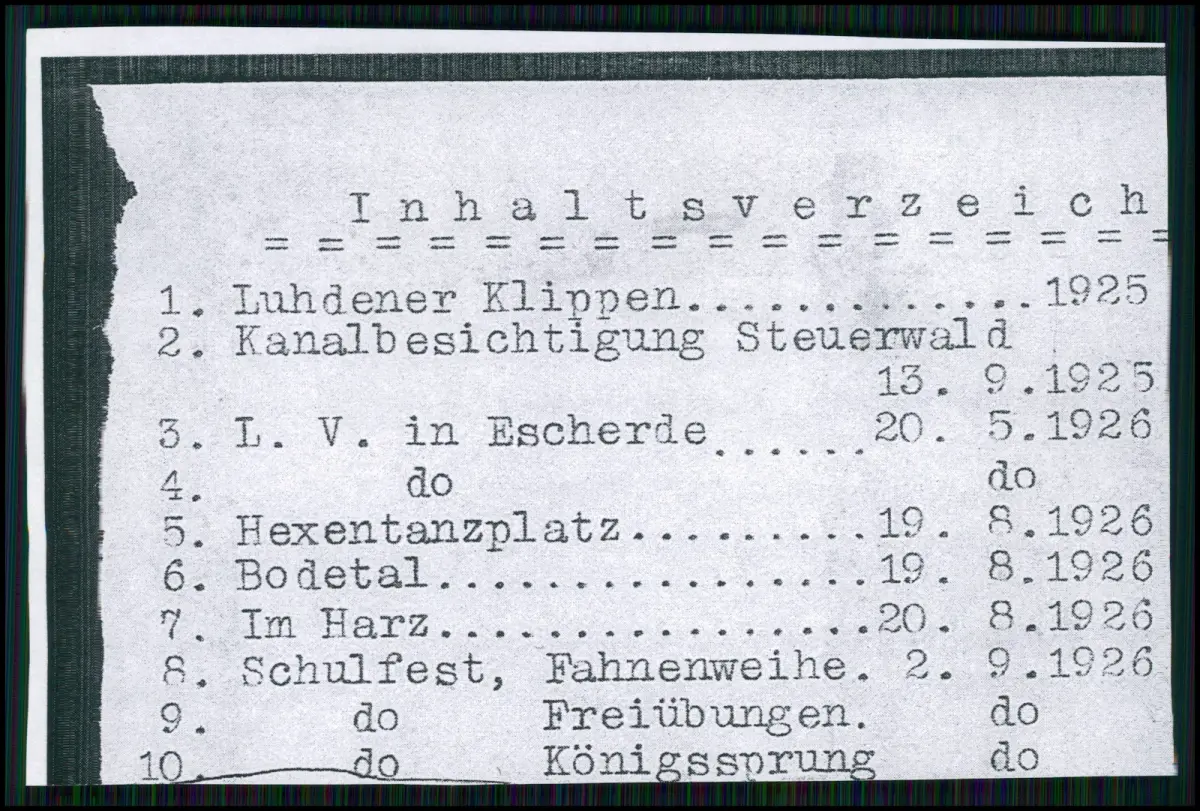 I n h a l t s v e r z e i c h
= = = = = = = = = = = = = = = = =
1. Luhdener Klippen.............1925
2. Kanalbesichtigung Steuerwald
13. 9.1925
3. L. V. in Escherde ...... 20. 5.1926
4. do do
5. Hexentanzplatz.........19. 8.1926
6. Bodetal................19. 8.1926
7. Im Harz................20. 8.1926
8. Schulfest, Fahnenweihe. 2. 9.1926
9. do Freiübungen. do
10. do Königssprung do